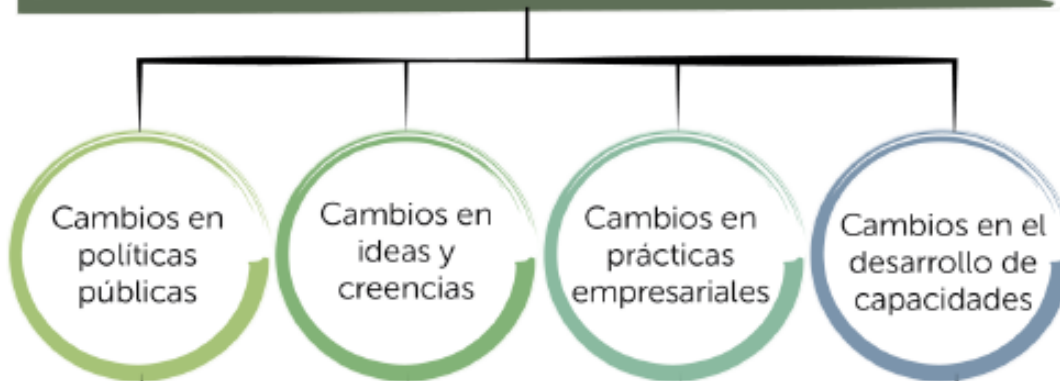 Cambios en
políticas
públicas
Cambios en
ideas y
creencias
Cambios en
prácticas
empresariales
Cambios en el
desarrollo de
capacidades